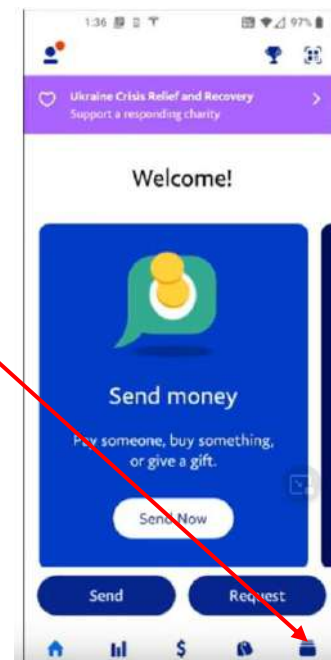 1:36
97%
Ukraine Crisis Relief and Recovery
Support a responding charity
Welcome!
Send money
Pay someone, buy something,
or give a gift.
Send Now
Send
Request
$